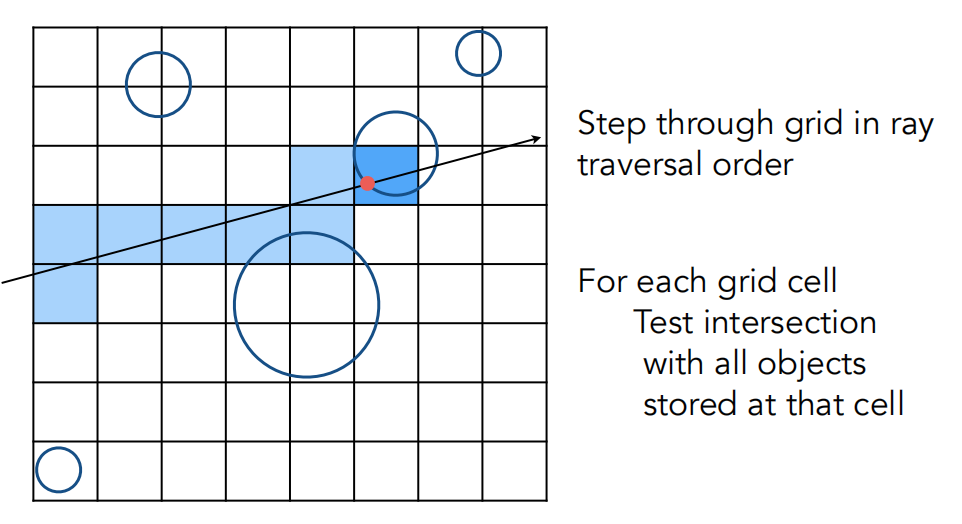 Step through grid in ray
traversal order
For each grid cell
Test intersection
with all objects
stored at that cell